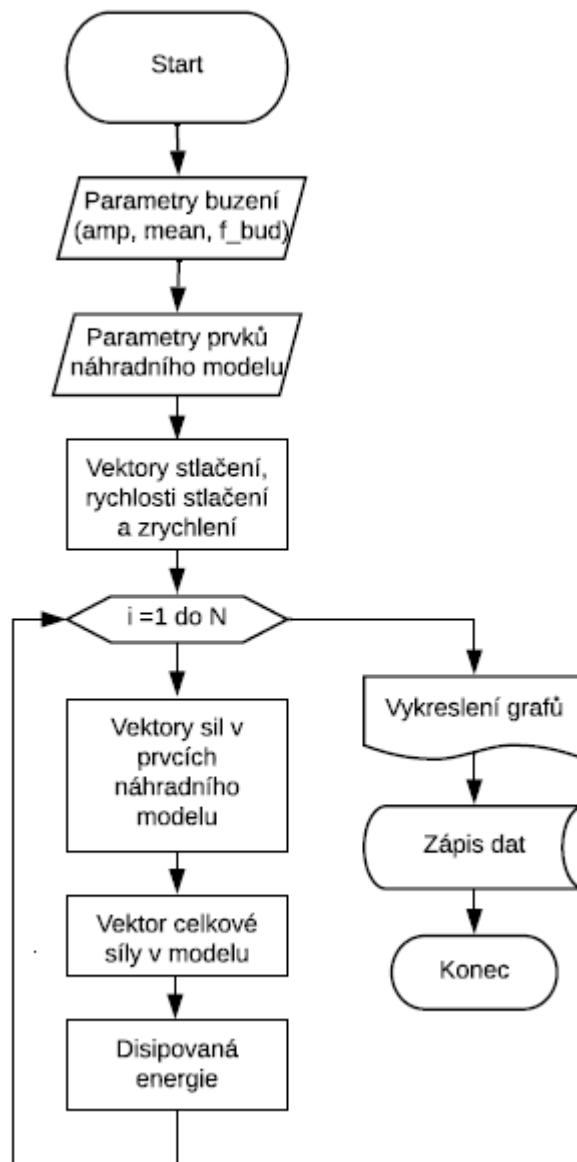 Start
Parametry buzení
(amp, mean, f_bud)
Parametry prvků
náhradního modelu
Vektory stlačení,
rychlosti stlačení
a zrychlení
i =1 do N
Vektory sil v
prvcích
náhradního
modelu
Vektor celkové
síly v modelu
Disipovaná
energie
Vykreslení grafů
Zápis dat
Konec